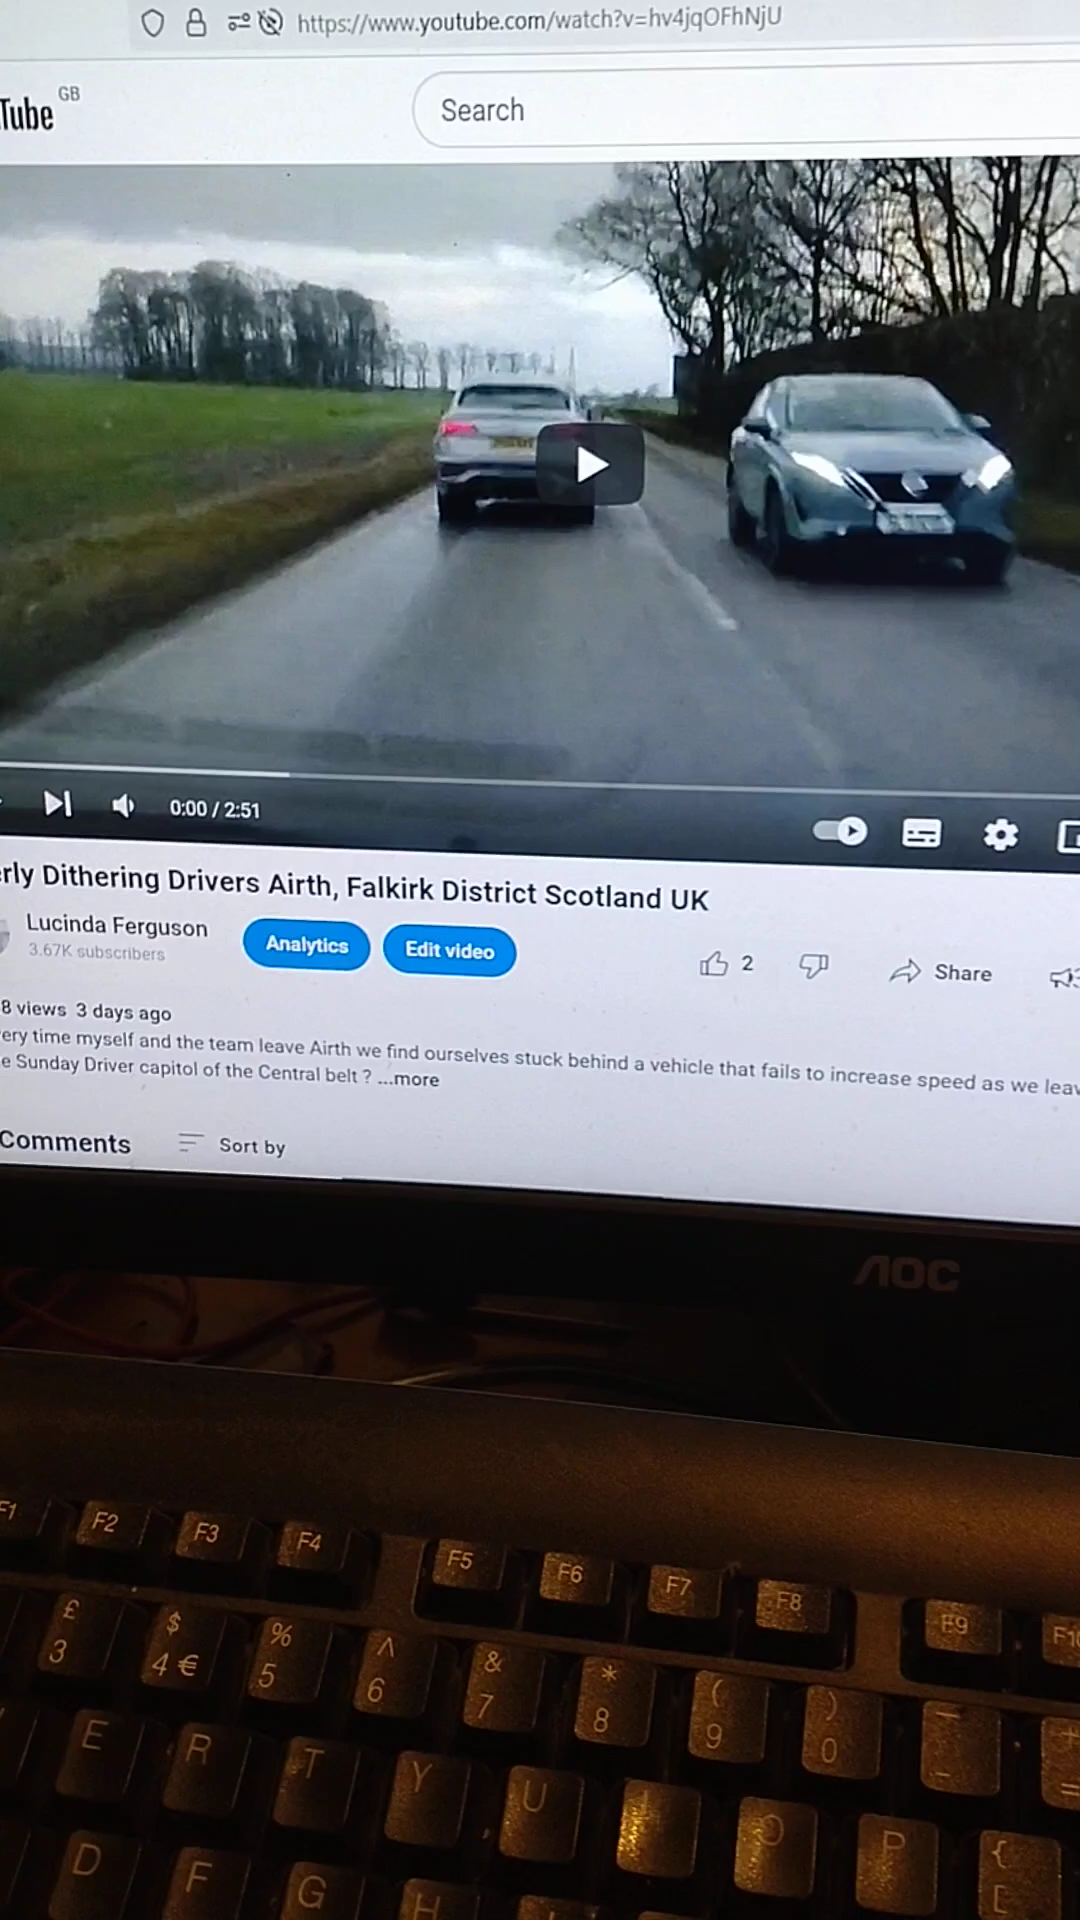 https://www.youtube.com/watch?v=hv4jqOFhNjU
Tube GB
Search
0:00 / 2:51
rly Dithering Drivers Airth, Falkirk District Scotland UK
Lucinda Ferguson
3.67K subscribers
Analytics
Edit video
2
Share
8 views 3 days ago
ery time myself and the team leave Airth we find ourselves stuck behind a vehicle that fails to increase speed as we leav
e Sunday Driver capitol of the Central belt ? ...more
Comments
Sort by
AOC
F1 F2 F3 F4 F5 F6 F7 F8 F9 F10
£ $ % ^ & * ( ) _ +
3 4 € 5 6 7 8 9 0 - =
E R T Y U I O P { [
D F G H